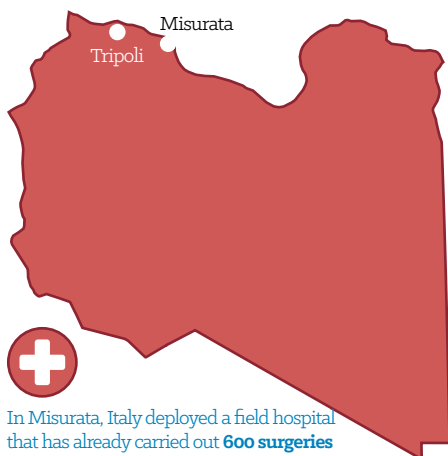 Misurata
Tripoli
In Misurata, Italy deployed a field hospital
that has already carried out 600 surgeries